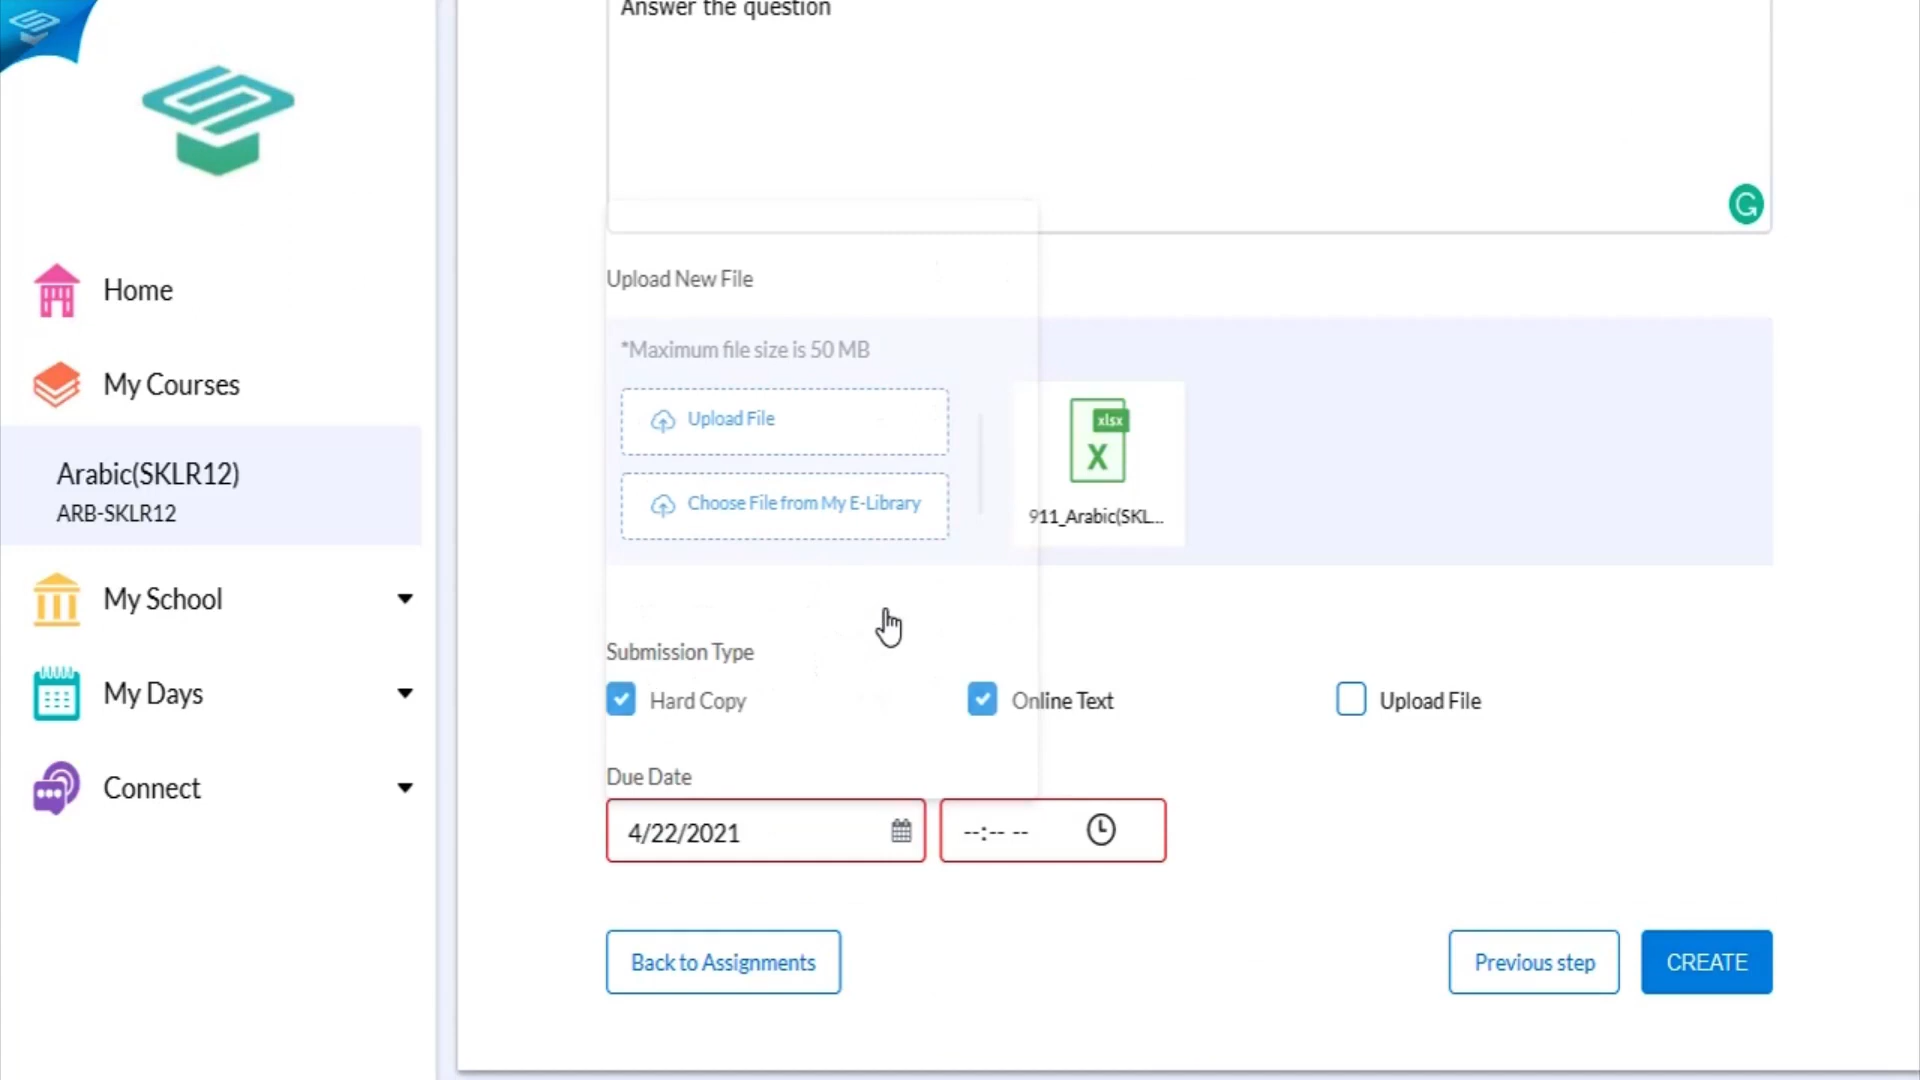 Answer the question
Home
My Courses
Arabic(SKLR12)
ARB-SKLR12
My School
My Days
Connect
Upload New File
*Maximum file size is 50 MB
Upload File
Choose File from My E-Library
xlsx
X
911_Arabic(SKL...
Submission Type
Hard Copy
Online Text
Upload File
Due Date
4/22/2021
--:-- --
Back to Assignments
Previous step
CREATE